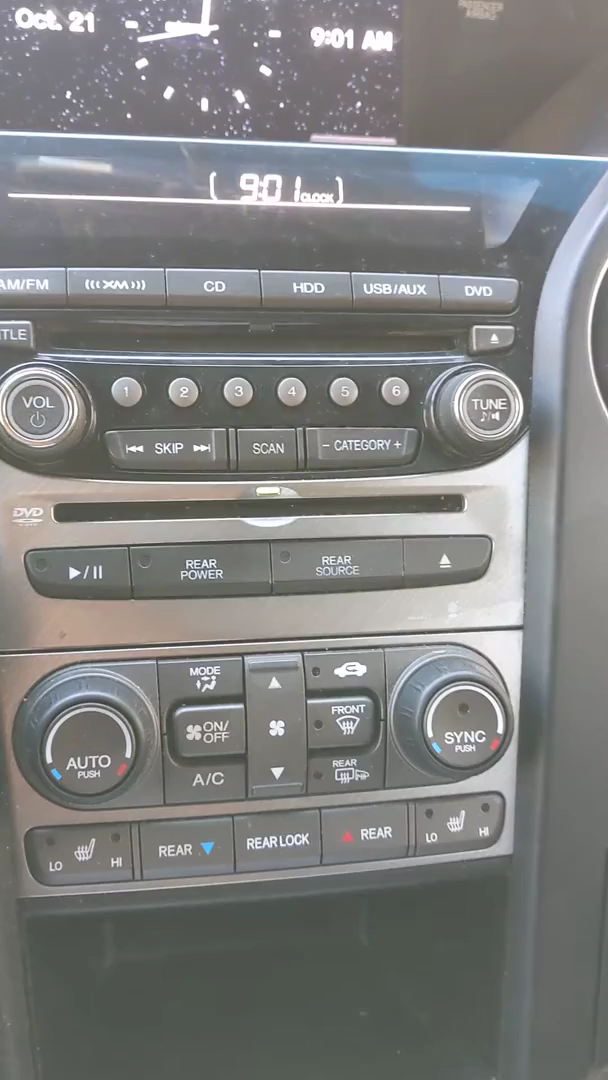 PASSENGER
AIRBAG
Oct. 21
9:01 AM
9:01 CLOCK
AM/FM
XM
CD
HDD
USB/AUX
DVD
TLE
VOL
1
2
3
4
5
6
TUNE
SKIP
SCAN
- CATEGORY +
DVD
REAR
POWER
REAR
SOURCE
MODE
ON/
OFF
A/C
FRONT
REAR
AUTO
PUSH
SYNC
PUSH
LO
HI
REAR
REAR LOCK
REAR
LO
HI